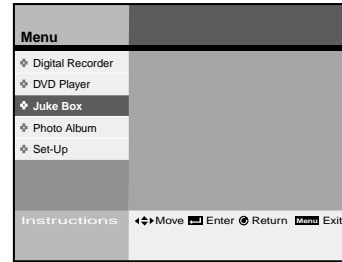 Menu
Digital Recorder
DVD Player
Juke Box
Photo Album
Set-Up
Instructions Move Enter Return Menu Exit